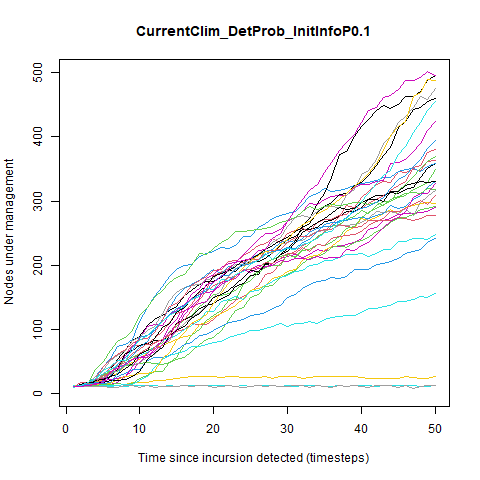 CurrentClim_DetProb_InitInfoP0.1
Nodes under management
500
400
300
200
100
0
0 10 20 30 40 50
Time since incursion detected (timesteps)